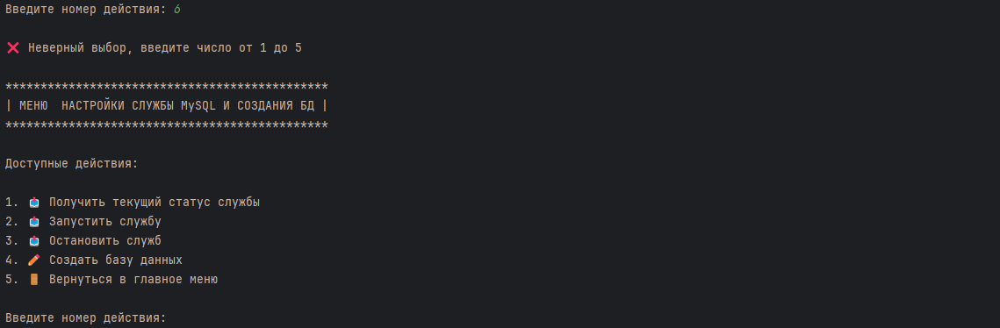 Введите номер действия: 6
❌ Неверный выбор, введите число от 1 до 5
**********************************************
| МЕНЮ  НАСТРОЙКИ СЛУЖБЫ MySQL И СОЗДАНИЯ БД |
**********************************************
Доступные действия:
1. 📥 Получить текущий статус службы
2. 📥 Запустить службу
3. 📥 Остановить служб
4. ✏️ Создать базу данных
5. 🚪 Вернуться в главное меню
Введите номер действия: